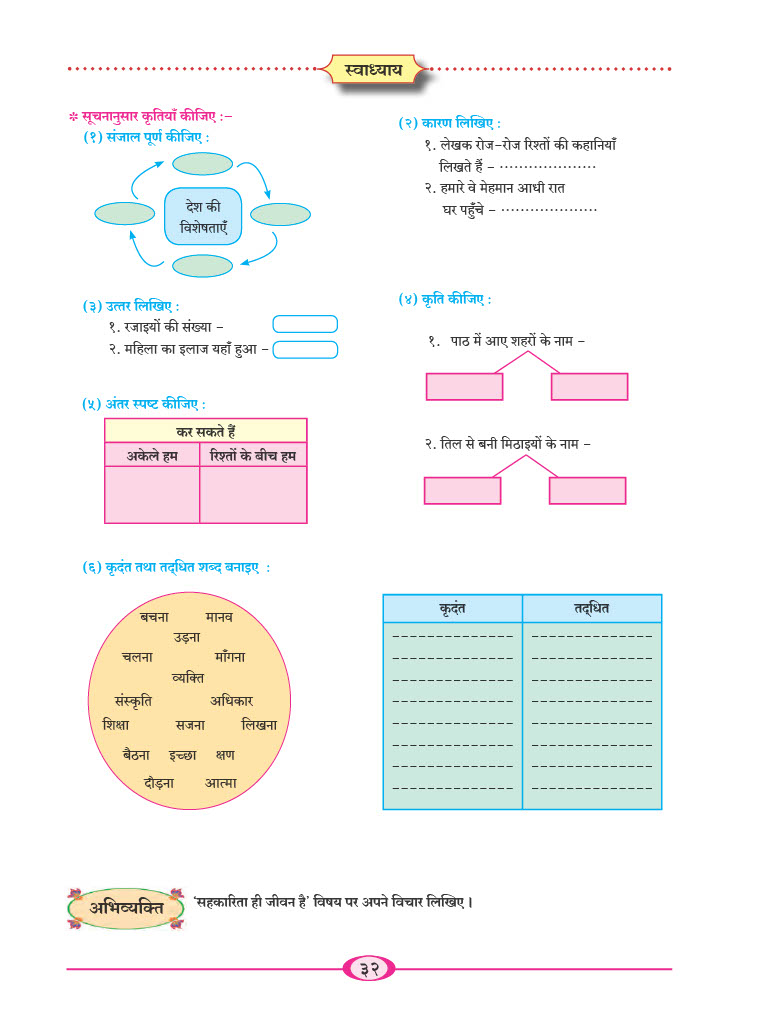 स्वाध्याय
✽ सूचनानुसार कृतियाँ कीजिए :-
(१) संजाल पूर्ण कीजिए :
देश की
विशेषताएँ
(२) कारण लिखिए :
१. लेखक रोज-रोज रिश्तों की कहानियाँ
लिखते हैं - ....................
२. हमारे वे मेहमान आधी रात
घर पहुँचे - ....................
(३) उत्तर लिखिए :
१. रजाइयों की संख्या -
२. महिला का इलाज यहाँ हुआ -
(४) कृति कीजिए :
१. पाठ में आए शहरों के नाम -
२. तिल से बनी मिठाइयों के नाम -
(५) अंतर स्पष्ट कीजिए :
कर सकते हैं
अकेले हम रिश्तों के बीच हम
(६) कृदंत तथा तद्धित शब्द बनाइए :
बचना मानव
उड़ना
चलना माँगना
व्यक्ति
संस्कृति अधिकार
शिक्षा सजना लिखना
बैठना इच्छा क्षण
दौड़ना आत्मा
कृदंत तद्धित
अभिव्यक्ति
‘सहकारिता ही जीवन है’ विषय पर अपने विचार लिखिए ।
३२